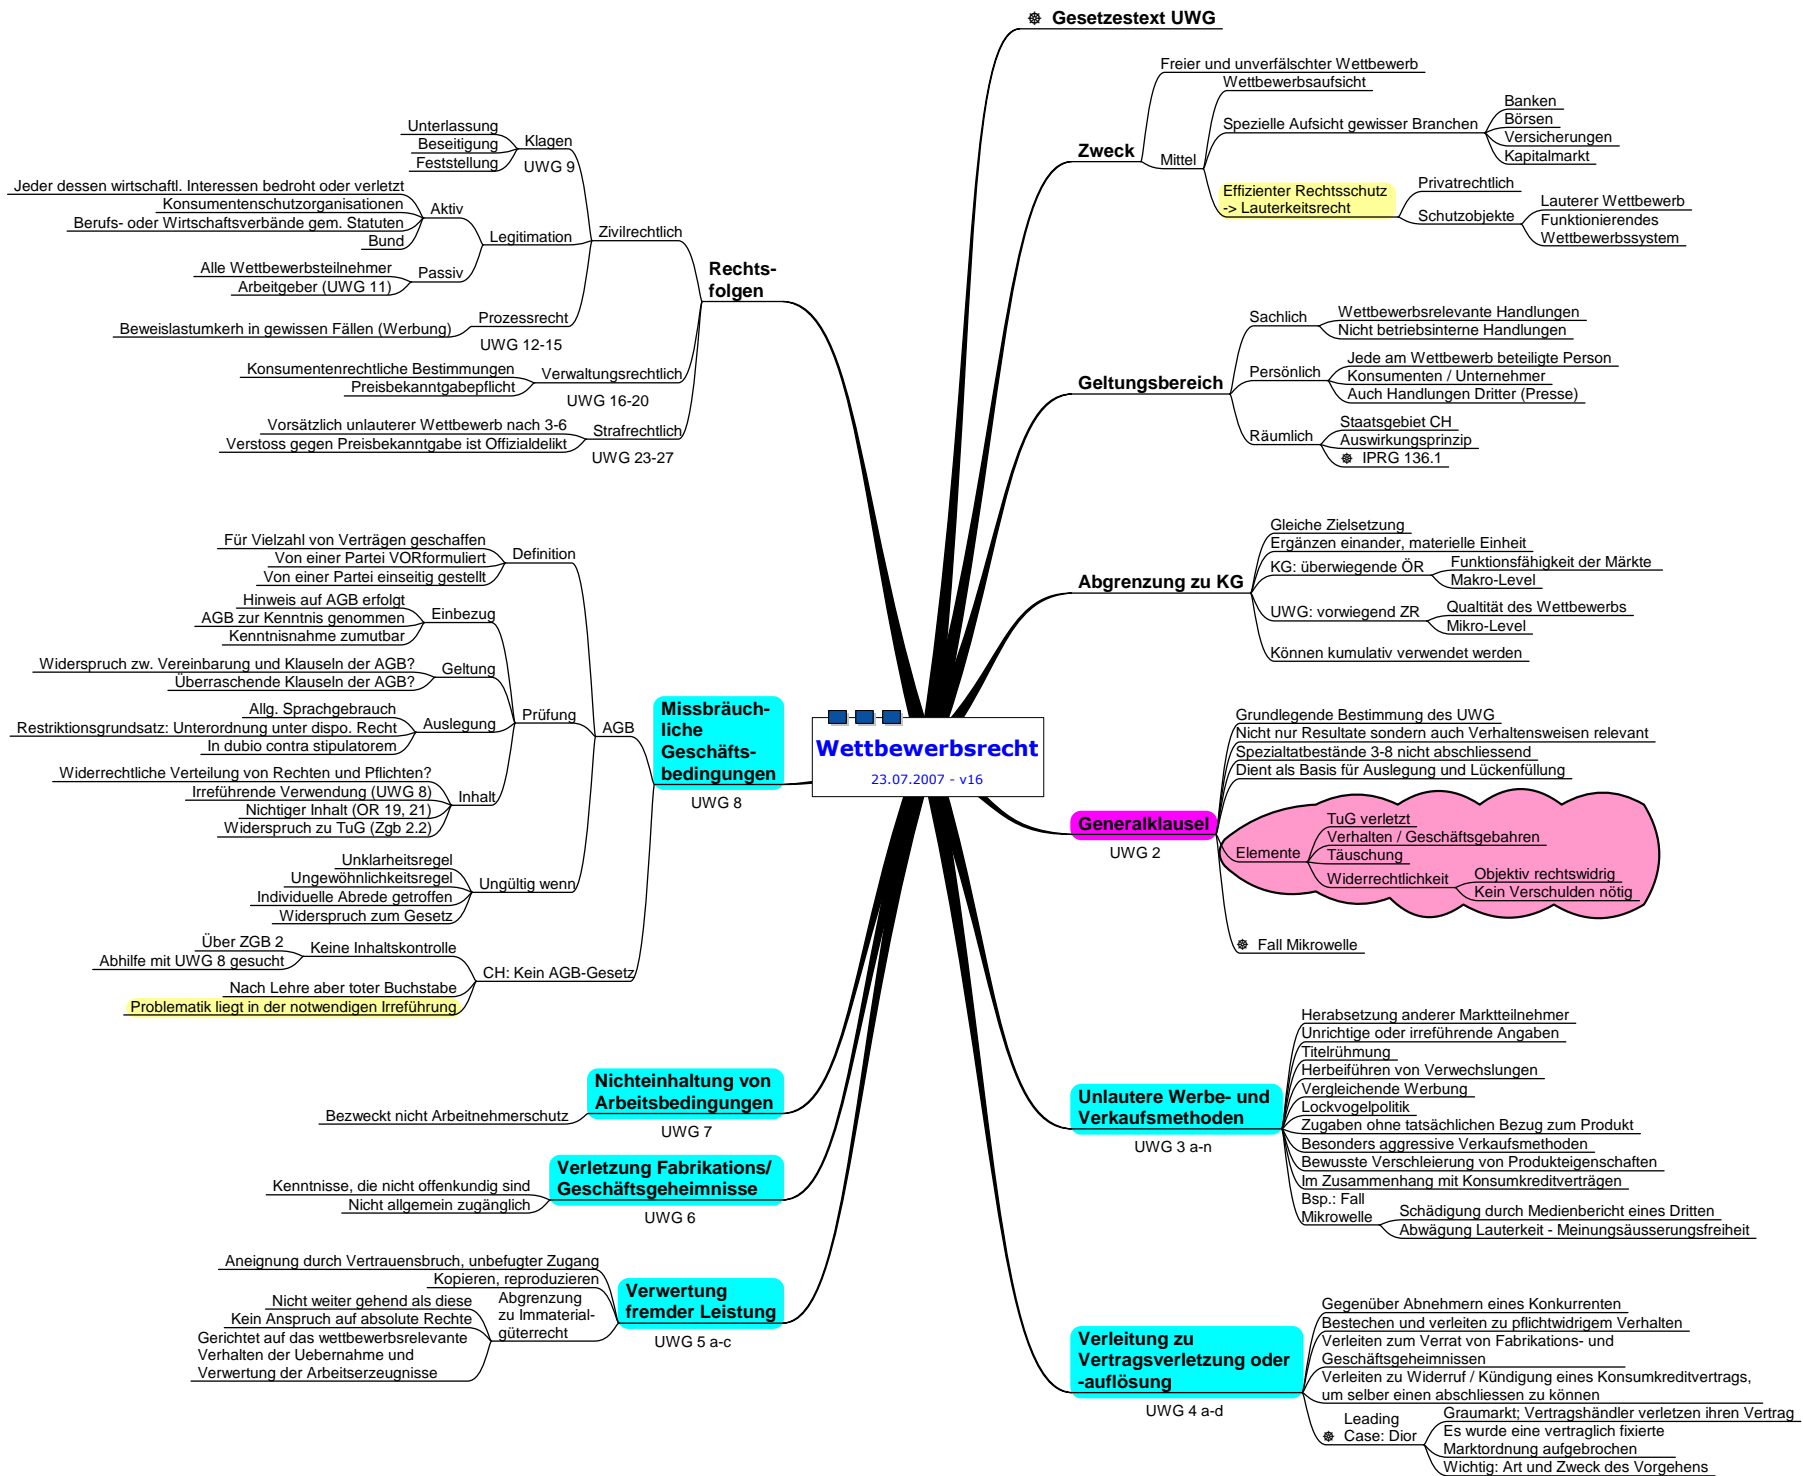 Wettbewerbsrecht
23.07.2007 - v16
Gesetzestext UWG
Zweck
Freier und unverfälschter Wettbewerb
Mittel
Wettbewerbsaufsicht
Spezielle Aufsicht gewisser Branchen
Banken
Börsen
Versicherungen
Kapitalmarkt
Effizienter Rechtsschutz
-> Lauterkeitsrecht
Privatrechtlich
Schutzobjekte
Lauterer Wettbewerb
Funktionierendes
Wettbewerbssystem
Geltungsbereich
Sachlich
Wettbewerbsrelevante Handlungen
Nicht betriebsinterne Handlungen
Persönlich
Jede am Wettbewerb beteiligte Person
Konsumenten / Unternehmer
Auch Handlungen Dritter (Presse)
Räumlich
Staatsgebiet CH
Auswirkungsprinzip
IPRG 136.1
Abgrenzung zu KG
Gleiche Zielsetzung
Ergänzen einander, materielle Einheit
KG: überwiegende ÖR
Funktionsfähigkeit der Märkte
Makro-Level
UWG: vorwiegend ZR
Qualtität des Wettbewerbs
Mikro-Level
Können kumulativ verwendet werden
Generalklausel
UWG 2
Grundlegende Bestimmung des UWG
Nicht nur Resultate sondern auch Verhaltensweisen relevant
Spezialtatbestände 3-8 nicht abschliessend
Dient als Basis für Auslegung und Lückenfüllung
Elemente
TuG verletzt
Verhalten / Geschäftsgebahren
Täuschung
Widerrechtlichkeit
Objektiv rechtswidrig
Kein Verschulden nötig
Fall Mikrowelle
Unlautere Werbe- und
Verkaufsmethoden
UWG 3 a-n
Herabsetzung anderer Marktteilnehmer
Unrichtige oder irreführende Angaben
Titelrühmung
Herbeiführen von Verwechslungen
Vergleichende Werbung
Lockvogelpolitik
Zugaben ohne tatsächlichen Bezug zum Produkt
Besonders aggressive Verkaufsmethoden
Bewusste Verschleierung von Produkteigenschaften
Im Zusammenhang mit Konsumkreditverträgen
Bsp.: Fall
Mikrowelle
Schädigung durch Medienbericht eines Dritten
Abwägung Lauterkeit - Meinungsäusserungsfreiheit
Verleitung zu
Vertragsverletzung oder
-auflösung
UWG 4 a-d
Gegenüber Abnehmern eines Konkurrenten
Bestechen und verleiten zu pflichtwidrigem Verhalten
Verleiten zum Verrat von Fabrikations- und
Geschäftsgeheimnissen
Verleiten zu Widerruf / Kündigung eines Konsumkreditvertrags,
um selber einen abschliessen zu können
Leading
Case: Dior
Graumarkt; Vertragshändler verletzen ihren Vertrag
Es wurde eine vertraglich fixierte
Marktordnung aufgebrochen
Wichtig: Art und Zweck des Vorgehens
Rechts-
folgen
Zivilrechtlich
Klagen
UWG 9
Unterlassung
Beseitigung
Feststellung
Legitimation
Aktiv
Jeder dessen wirtschaftl. Interessen bedroht oder verletzt
Konsumentenschutzorganisationen
Berufs- oder Wirtschaftsverbände gem. Statuten
Bund
Passiv
Alle Wettbewerbsteilnehmer
Arbeitgeber (UWG 11)
Prozessrecht
UWG 12-15
Beweislastumkerh in gewissen Fällen (Werbung)
Verwaltungsrechtlich
UWG 16-20
Konsumentenrechtliche Bestimmungen
Preisbekanntgabepflicht
Strafrechtlich
UWG 23-27
Vorsätzlich unlauterer Wettbewerb nach 3-6
Verstoss gegen Preisbekanntgabe ist Offizialdelikt
Missbräuch-
liche
Geschäfts-
bedingungen
UWG 8
AGB
Definition
Für Vielzahl von Verträgen geschaffen
Von einer Partei VORformuliert
Von einer Partei einseitig gestellt
Prüfung
Einbezug
Hinweis auf AGB erfolgt
AGB zur Kenntnis genommen
Kenntnisnahme zumutbar
Geltung
Widerspruch zw. Vereinbarung und Klauseln der AGB?
Überraschende Klauseln der AGB?
Auslegung
Allg. Sprachgebrauch
Restriktionsgrundsatz: Unterordnung unter dispo. Recht
In dubio contra stipulatorem
Inhalt
Widerrechtliche Verteilung von Rechten und Pflichten?
Irreführende Verwendung (UWG 8)
Nichtiger Inhalt (OR 19, 21)
Widerspruch zu TuG (Zgb 2.2)
Ungültig wenn
Unklarheitsregel
Ungewöhnlichkeitsregel
Individuelle Abrede getroffen
Widerspruch zum Gesetz
CH: Kein AGB-Gesetz
Keine Inhaltskontrolle
Über ZGB 2
Abhilfe mit UWG 8 gesucht
Nach Lehre aber toter Buchstabe
Problematik liegt in der notwendigen Irreführung
Nichteinhaltung von
Arbeitsbedingungen
UWG 7
Bezweckt nicht Arbeitnehmerschutz
Verletzung Fabrikations/
Geschäftsgeheimnisse
UWG 6
Kenntnisse, die nicht offenkundig sind
Nicht allgemein zugänglich
Verwertung
fremder Leistung
UWG 5 a-c
Aneignung durch Vertrauensbruch, unbefugter Zugang
Kopieren, reproduzieren
Abgrenzung
zu Immaterial-
güterrecht
Nicht weiter gehend als diese
Kein Anspruch auf absolute Rechte
Gerichtet auf das wettbewerbsrelevante
Verhalten der Uebernahme und
Verwertung der Arbeitserzeugnisse